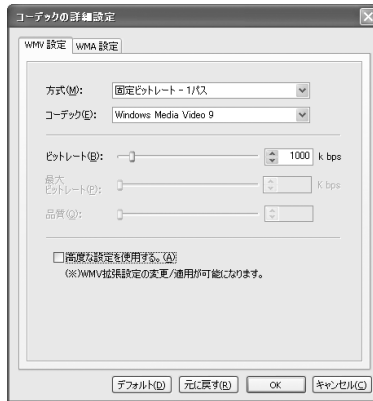 コーデックの詳細設定
WMV 設定 WMA 設定
方式(M): 固定ビットレート - 1パス
コーデック(E): Windows Media Video 9
ビットレート(B): 1000 k bps
最大
ビットレート(P): K bps
品質(Q):
高度な設定を使用する。(A)
(※)WMV拡張設定の変更/適用が可能になります。
デフォルト(D) 元に戻す(R) OK キャンセル(C)